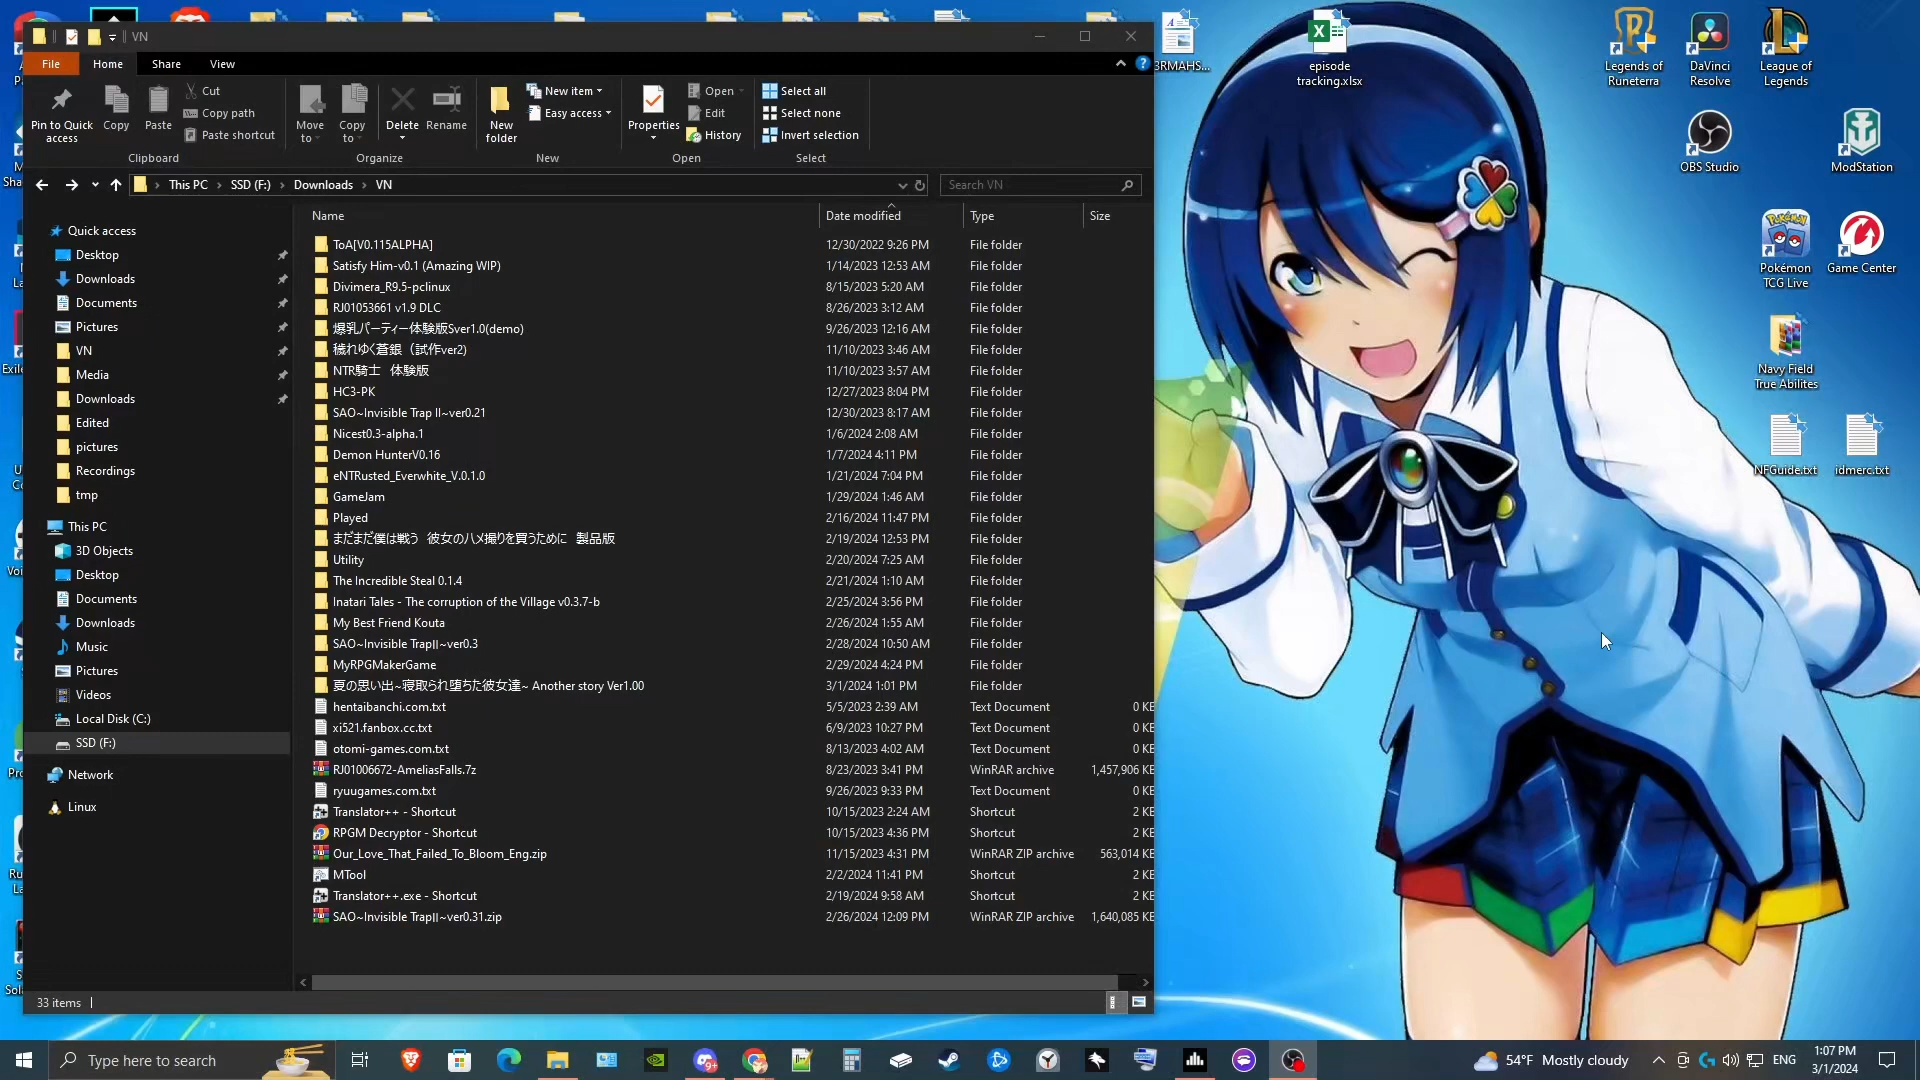 VN
File
Home
Share
View
Pin to Quick access
Copy
Paste
Cut
Copy path
Paste shortcut
Clipboard
Move to
Copy to
Delete
Rename
Organize
New folder
New item
Easy access
New
Properties
Open
Edit
History
Open
Select all
Select none
Invert selection
Select
This PC > SSD (F:) > Downloads > VN
Search VN
Quick access
Desktop
Downloads
Documents
Pictures
VN
Media
Downloads
Edited
pictures
Recordings
tmp
This PC
3D Objects
Desktop
Documents
Downloads
Music
Pictures
Videos
Local Disk (C:)
SSD (F:)
Network
Linux
Name Date modified Type Size
ToA[V0.115ALPHA] 12/30/2022 9:26 PM File folder
Satisfy Him-v0.1 (Amazing WIP) 1/14/2023 12:53 AM File folder
Divimera_R9.5-pclinux 8/15/2023 5:20 AM File folder
RJ01053661 v1.9 DLC 8/26/2023 3:12 AM File folder
爆乳パーティー体験版Sver1.0(demo) 9/26/2023 12:16 AM File folder
穢れゆく蒼銀（試作ver2) 11/10/2023 3:46 AM File folder
NTR騎士　体験版 11/10/2023 3:57 AM File folder
HC3-PK 12/27/2023 8:04 PM File folder
SAO~Invisible Trap II~ver0.21 12/30/2023 8:17 AM File folder
Nicest0.3-alpha.1 1/6/2024 2:08 AM File folder
Demon HunterV0.16 1/7/2024 4:11 PM File folder
eNTRusted_Everwhite_V.0.1.0 1/21/2024 7:04 PM File folder
GameJam 1/29/2024 1:46 AM File folder
Played 2/16/2024 11:47 PM File folder
まだまだ僕は戦う　彼女のハメ撮りを買うために　製品版 2/19/2024 12:53 PM File folder
Utility 2/20/2024 7:25 AM File folder
The Incredible Steal 0.1.4 2/21/2024 1:10 AM File folder
Inatari Tales - The corruption of the Village v0.3.7-b 2/25/2024 3:56 PM File folder
My Best Friend Kouta 2/26/2024 1:55 AM File folder
SAO~Invisible Trap||~ver0.3 2/28/2024 10:50 AM File folder
MyRPGMakerGame 2/29/2024 4:24 PM File folder
夏の思い出~寝取られ堕ちた彼女達~ Another story Ver1.00 3/1/2024 1:01 PM File folder
hentaibanchi.com.txt 5/5/2023 2:39 AM Text Document 0 KB
xi521.fanbox.cc.txt 6/9/2023 10:27 PM Text Document 0 KB
otomi-games.com.txt 8/13/2023 4:02 AM Text Document 0 KB
RJ01006672-AmeliasFalls.7z 8/23/2023 3:41 PM WinRAR archive 1,457,906 KB
ryuugames.com.txt 9/26/2023 9:33 PM Text Document 0 KB
Translator++ - Shortcut 10/15/2023 2:24 AM Shortcut 2 KB
RPGM Decryptor - Shortcut 10/15/2023 4:36 PM Shortcut 2 KB
Our_Love_That_Failed_To_Bloom_Eng.zip 11/15/2023 4:31 PM WinRAR ZIP archive 563,014 KB
MTool 2/2/2024 11:41 PM Shortcut 2 KB
Translator++.exe - Shortcut 2/19/2024 9:58 AM Shortcut 2 KB
SAO~Invisible Trap||~ver0.31.zip 2/26/2024 12:09 PM WinRAR ZIP archive 1,640,085 KB
33 items
3RMAHS...
episode tracking.xlsx
Legends of Runeterra
DaVinci Resolve
League of Legends
OBS Studio
ModStation
Pokémon TCG Live
Game Center
Navy Field True Abilites
NFGuide.txt
idmerc.txt
Type here to search
54°F Mostly cloudy
ENG
1:07 PM
3/1/2024